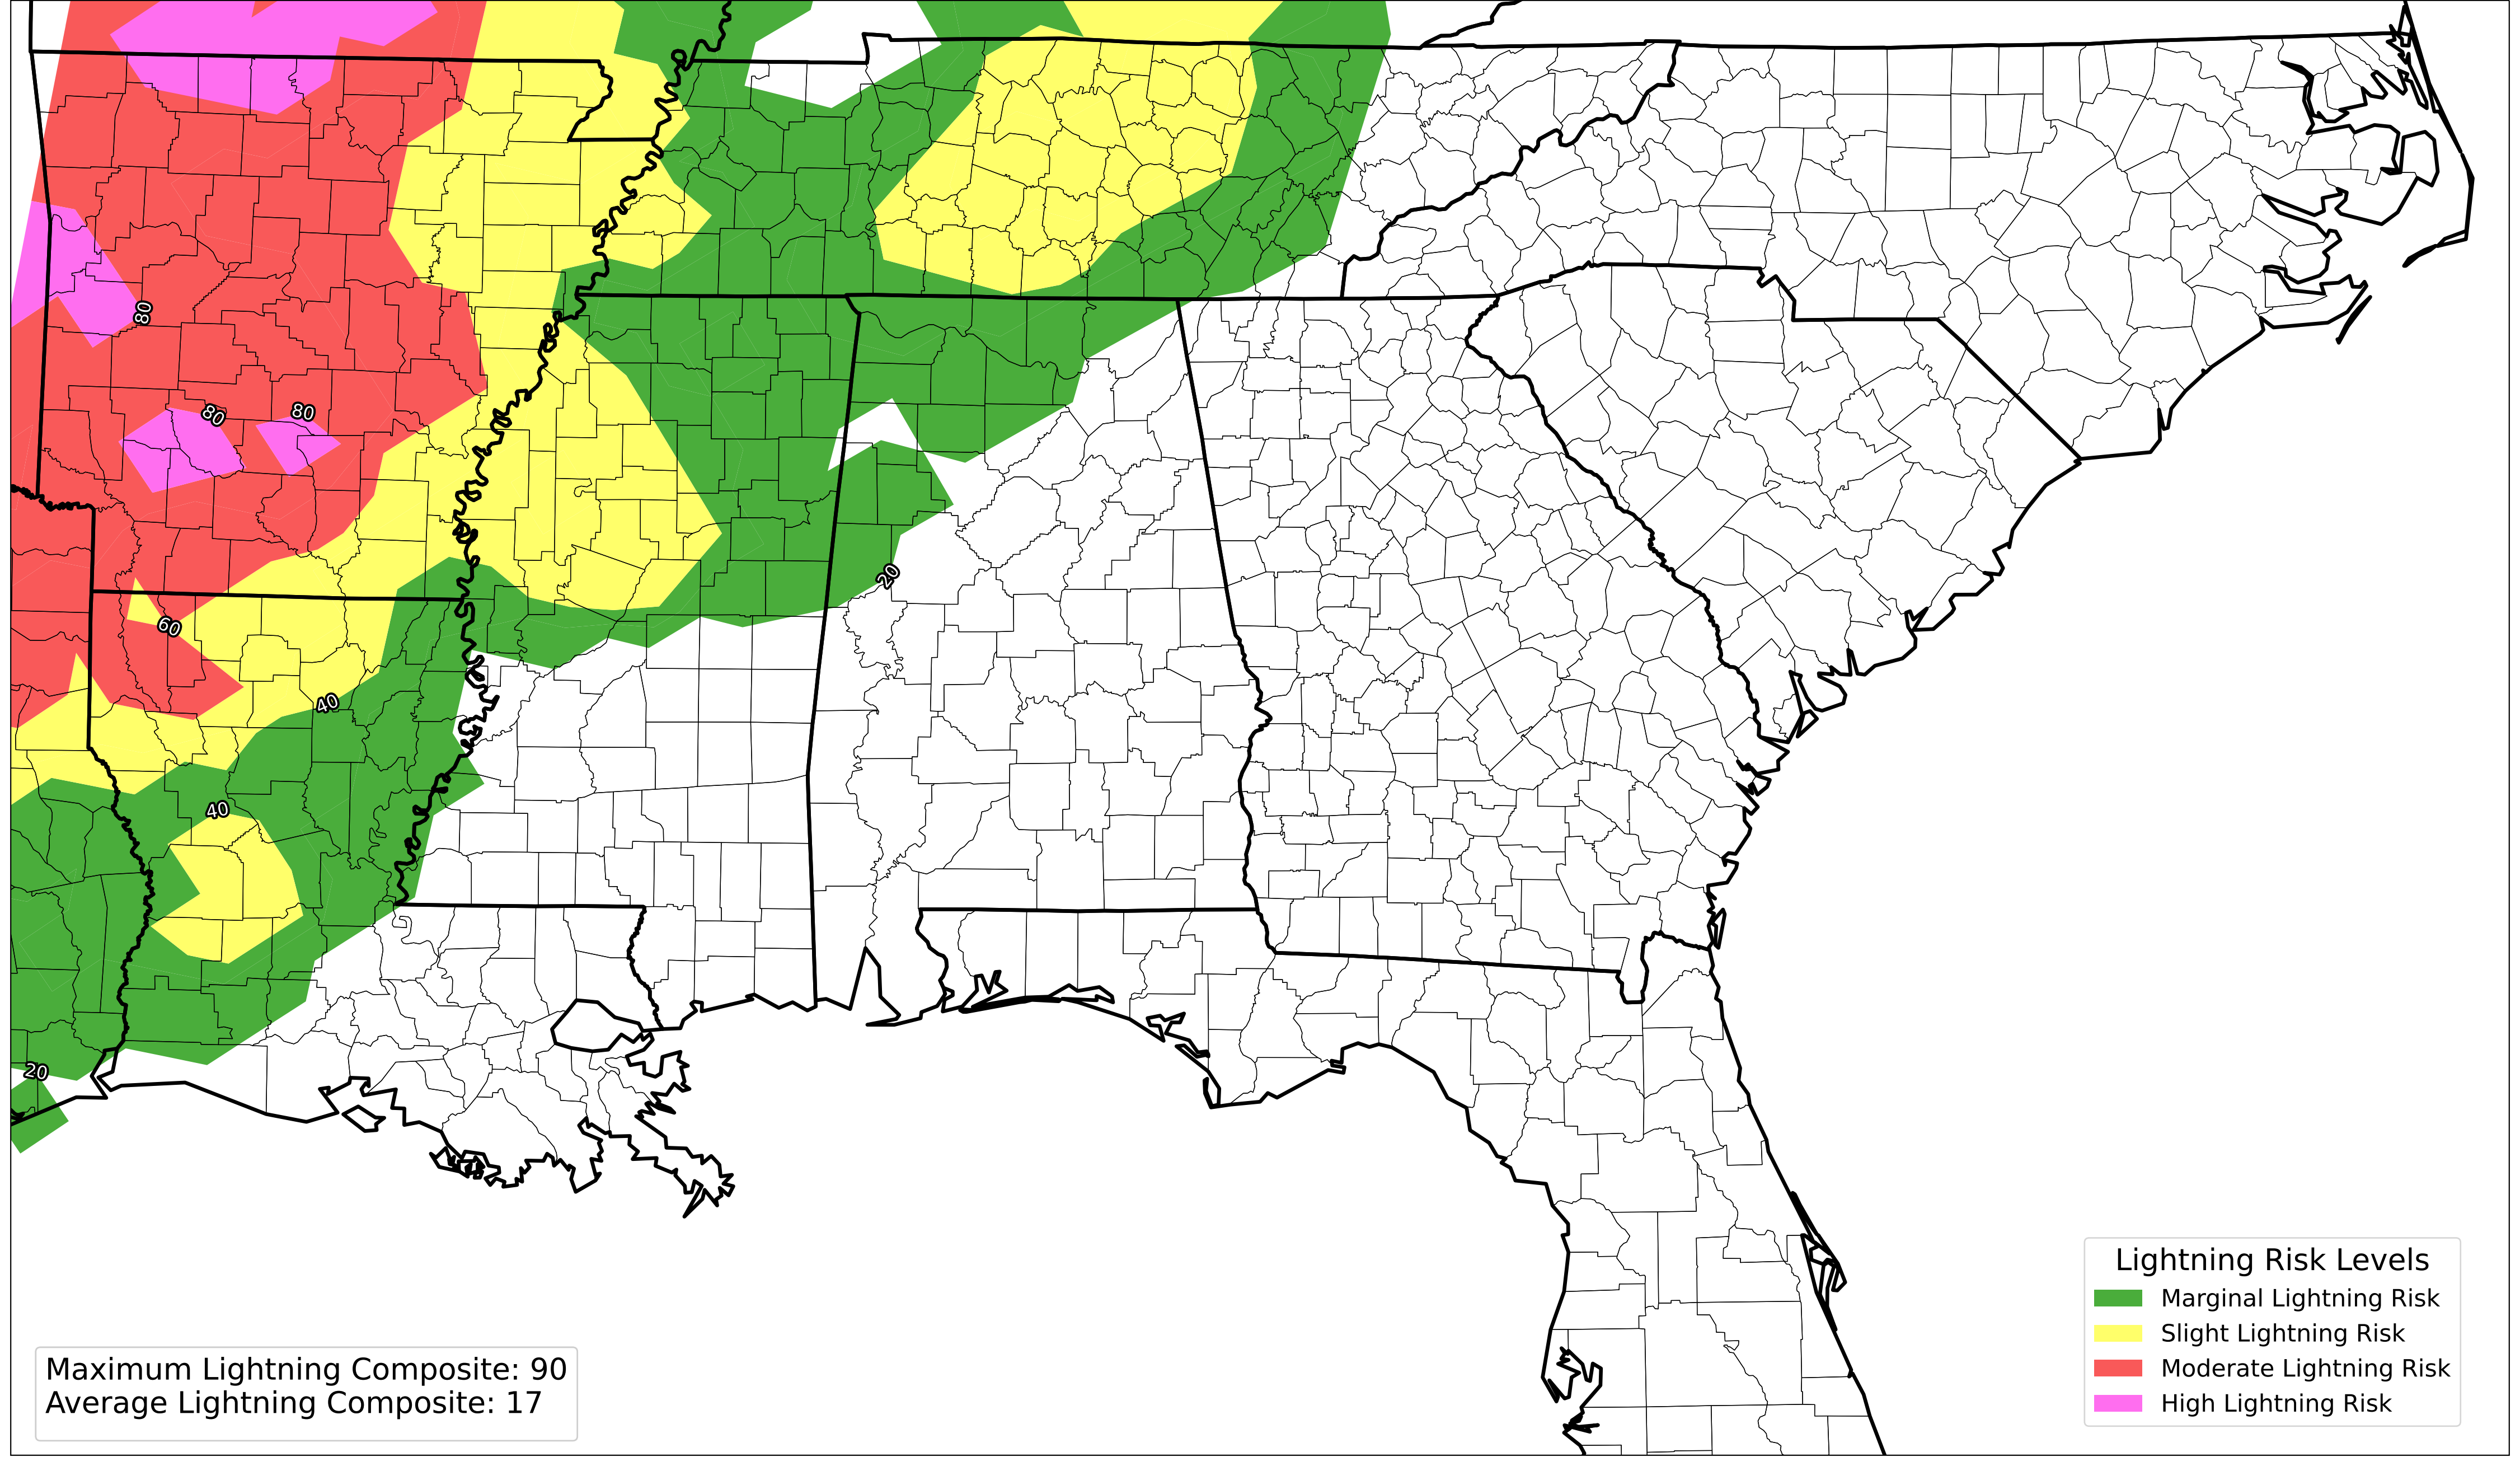 80
80
80
60
40
40
20
20
Lightning Risk Levels
Marginal Lightning Risk
Slight Lightning Risk
Moderate Lightning Risk
High Lightning Risk
Maximum Lightning Composite: 90
Average Lightning Composite: 17